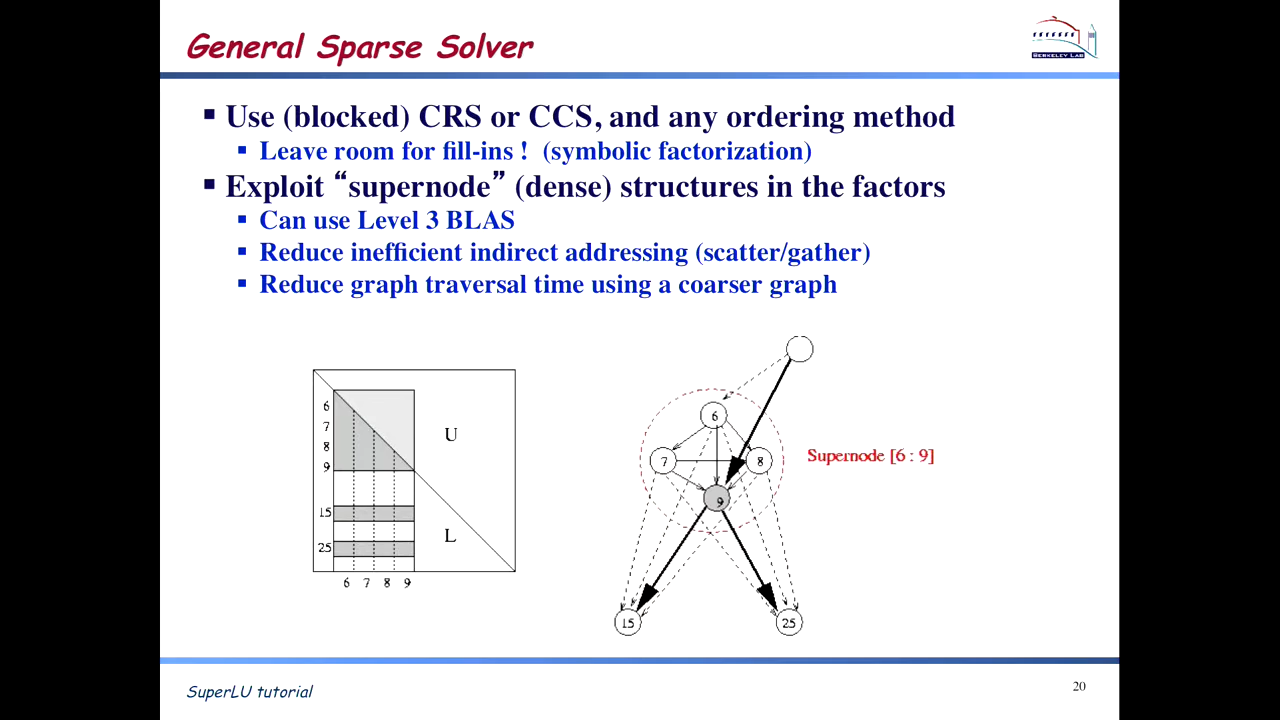 General Sparse Solver
BERKELEY LAB
▪ Use (blocked) CRS or CCS, and any ordering method
▪ Leave room for fill-ins ! (symbolic factorization)
▪ Exploit “supernode” (dense) structures in the factors
▪ Can use Level 3 BLAS
▪ Reduce inefficient indirect addressing (scatter/gather)
▪ Reduce graph traversal time using a coarser graph
6
7
8
9
15
25
U
L
6 7 8 9
6
7 8
9
15 25
Supernode [6 : 9]
SuperLU tutorial
20